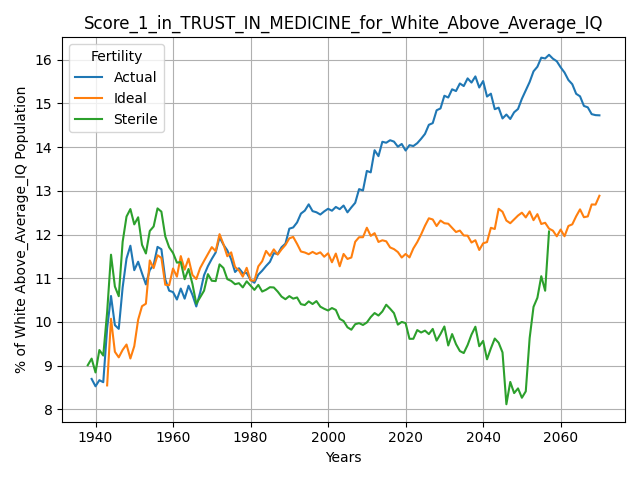 Score_1_in_TRUST_IN_MEDICINE_for_White_Above_Average_IQ
% of White Above_Average_IQ Population
16
15
14
13
12
11
10
9
8
Fertility
Actual
Ideal
Sterile
1940 1960 1980 2000 2020 2040 2060
Years